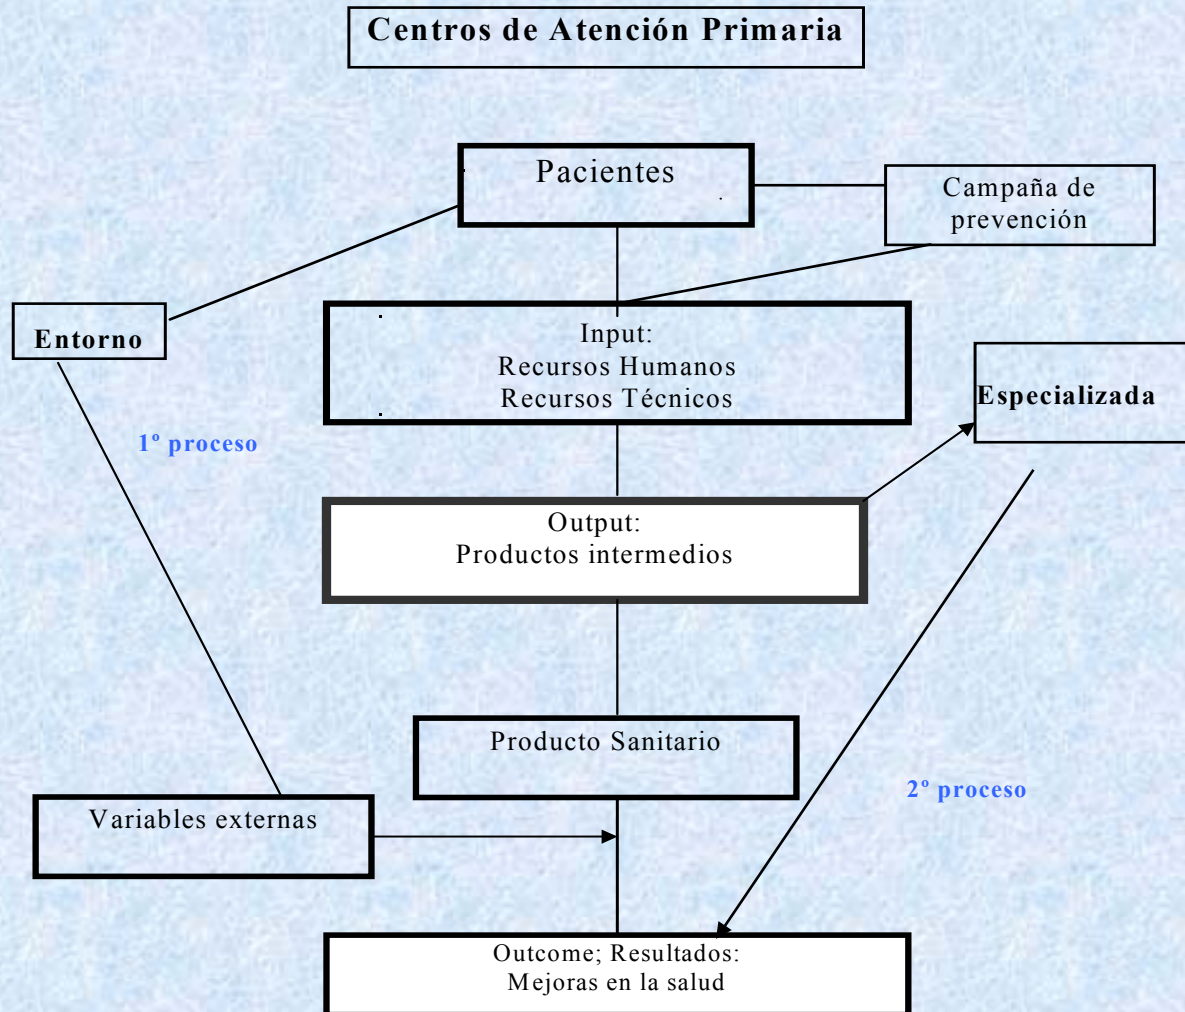 Centros de Atención Primaria
Pacientes
Campaña de
prevención
Entorno
Input:
Recursos Humanos
Recursos Técnicos
Especializada
1º proceso
Output:
Productos intermedios
Producto Sanitario
2º proceso
Variables externas
Outcome; Resultados:
Mejoras en la salud